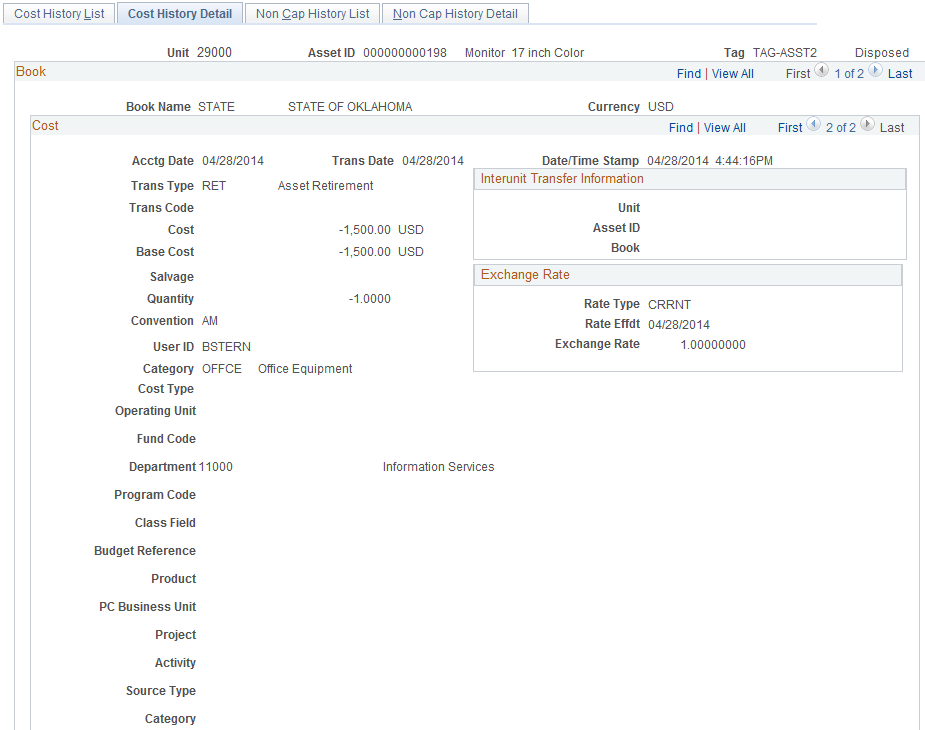 Cost History List Cost History Detail Non Cap History List Non Cap History Detail
Unit 29000 Asset ID 000000000198 Monitor 17 inch Color Tag TAG-ASST2 Disposed
Book Find | View All First 1 of 2 Last
Book Name STATE STATE OF OKLAHOMA Currency USD
Cost Find | View All First 2 of 2 Last
Acctg Date 04/28/2014 Trans Date 04/28/2014 Date/Time Stamp 04/28/2014 4:44:16PM
Trans Type RET Asset Retirement
Trans Code
Cost -1,500.00 USD
Base Cost -1,500.00 USD
Salvage
Quantity -1.0000
Convention AM
User ID BSTERN
Category OFFCE Office Equipment
Cost Type
Operating Unit
Fund Code
Department 11000 Information Services
Program Code
Class Field
Budget Reference
Product
PC Business Unit
Project
Activity
Source Type
Category
Interunit Transfer Information
Unit
Asset ID
Book
Exchange Rate
Rate Type CRRNT
Rate Effdt 04/28/2014
Exchange Rate 1.00000000